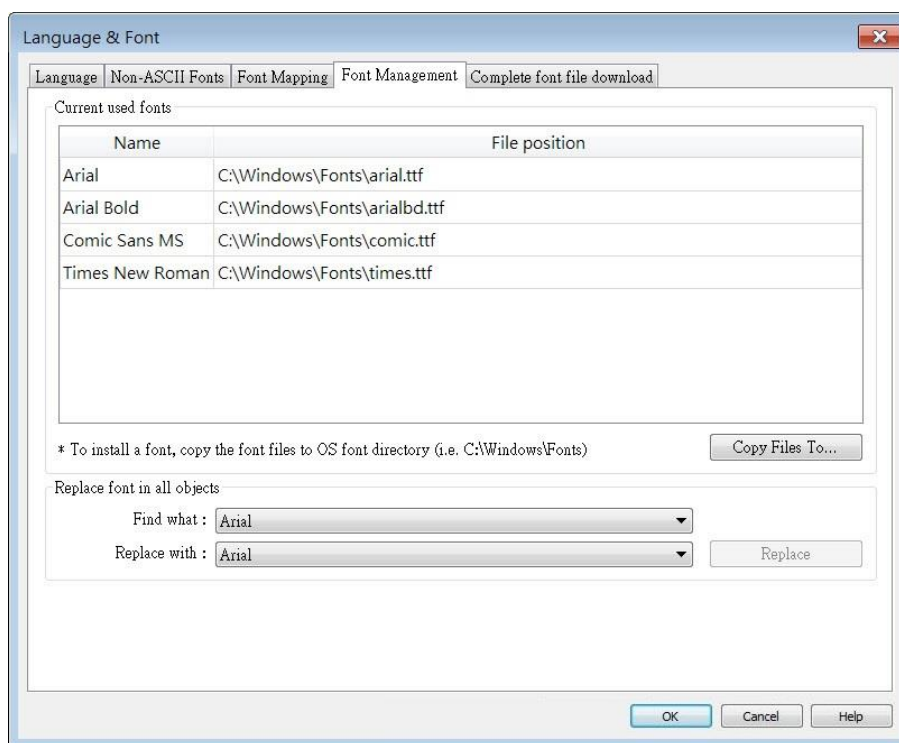 Language & Font
Language Non-ASCII Fonts Font Mapping Font Management Complete font file download
Current used fonts
Name File position
Arial C:\Windows\Fonts\arial.ttf
Arial Bold C:\Windows\Fonts\arialbd.ttf
Comic Sans MS C:\Windows\Fonts\comic.ttf
Times New Roman C:\Windows\Fonts\times.ttf
* To install a font, copy the font files to OS font directory (i.e. C:\Windows\Fonts) Copy Files To...
Replace font in all objects
Find what : Arial
Replace with : Arial Replace
OK Cancel Help